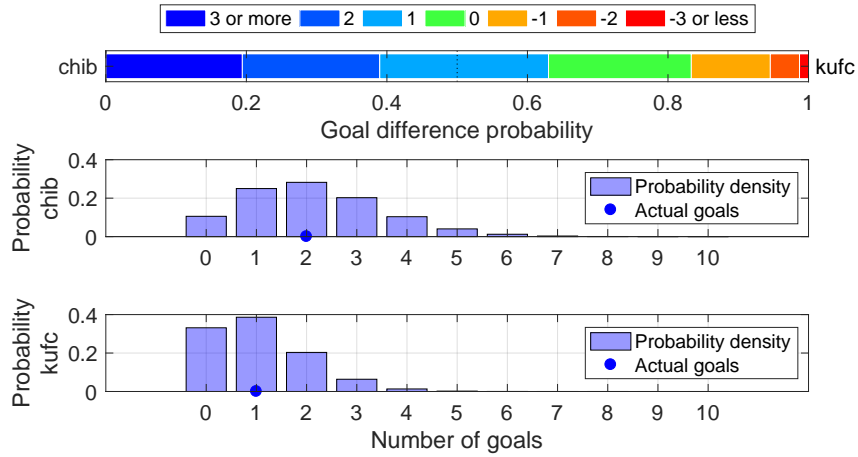 3 or more 2 1 0 -1 -2 -3 or less
chib kufc
0 0.2 0.4 0.6 0.8 1
Goal difference probability
Probability
chib
0.4
0.2
0
Probability density
Actual goals
0 1 2 3 4 5 6 7 8 9 10
Probability
kufc
0.4
0.2
0
Probability density
Actual goals
0 1 2 3 4 5 6 7 8 9 10
Number of goals